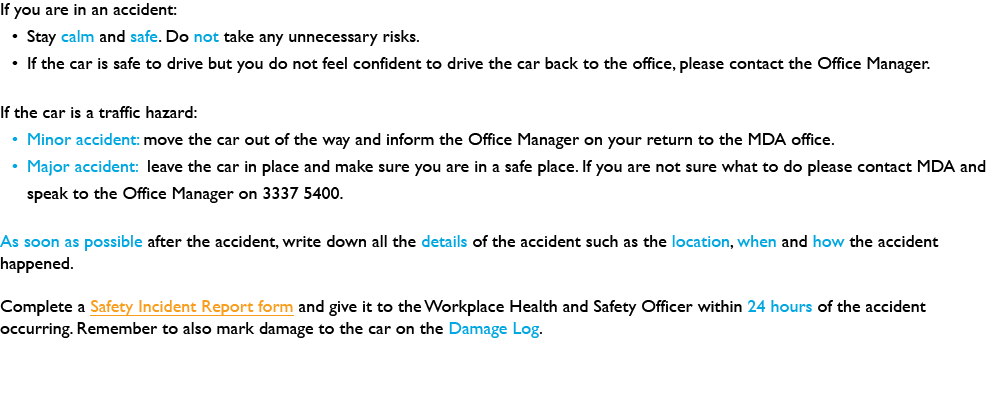 If you are in an accident:
• Stay calm and safe. Do not take any unnecessary risks.
• If the car is safe to drive but you do not feel confident to drive the car back to the office, please contact the Office Manager.
If the car is a traffic hazard:
• Minor accident: move the car out of the way and inform the Office Manager on your return to the MDA office.
• Major accident:  leave the car in place and make sure you are in a safe place. If you are not sure what to do please contact MDA and
speak to the Office Manager on 3337 5400.
As soon as possible after the accident, write down all the details of the accident such as the location, when and how the accident
happened.
Complete a Safety Incident Report form and give it to the Workplace Health and Safety Officer within 24 hours of the accident
occurring. Remember to also mark damage to the car on the Damage Log.